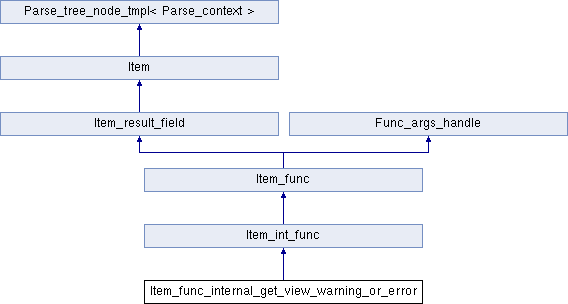 Parse_tree_node_tmpl< Parse_context >
Item
Item_result_field
Func_args_handle
Item_func
Item_int_func
Item_func_internal_get_view_warning_or_error